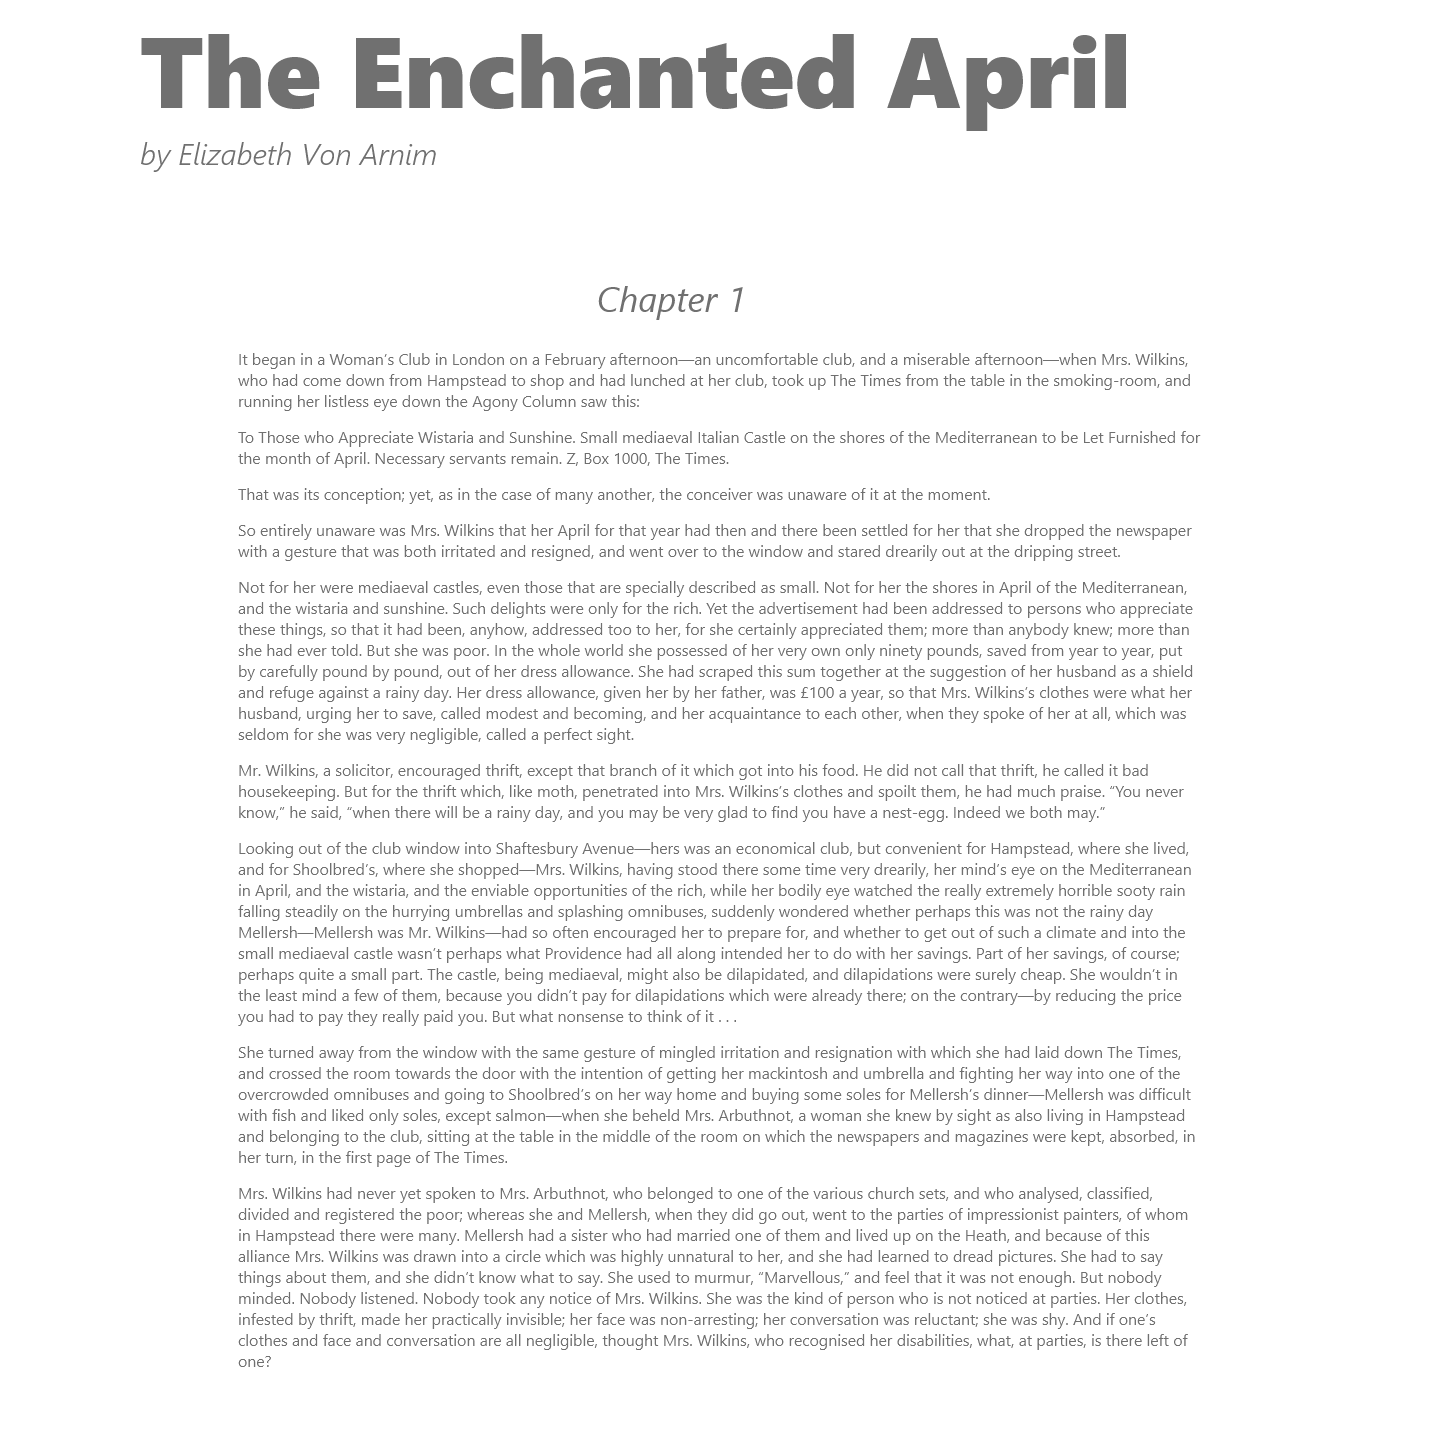 The Enchanted April
by Elizabeth Von Arnim
Chapter 1
It began in a Woman’s Club in London on a February afternoon—an uncomfortable club, and a miserable afternoon—when Mrs. Wilkins,
who had come down from Hampstead to shop and had lunched at her club, took up The Times from the table in the smoking-room, and
running her listless eye down the Agony Column saw this:
To Those who Appreciate Wistaria and Sunshine. Small mediaeval Italian Castle on the shores of the Mediterranean to be Let Furnished for
the month of April. Necessary servants remain. Z, Box 1000, The Times.
That was its conception; yet, as in the case of many another, the conceiver was unaware of it at the moment.
So entirely unaware was Mrs. Wilkins that her April for that year had then and there been settled for her that she dropped the newspaper
with a gesture that was both irritated and resigned, and went over to the window and stared drearily out at the dripping street.
Not for her were mediaeval castles, even those that are specially described as small. Not for her the shores in April of the Mediterranean,
and the wistaria and sunshine. Such delights were only for the rich. Yet the advertisement had been addressed to persons who appreciate
these things, so that it had been, anyhow, addressed too to her, for she certainly appreciated them; more than anybody knew; more than
she had ever told. But she was poor. In the whole world she possessed of her very own only ninety pounds, saved from year to year, put
by carefully pound by pound, out of her dress allowance. She had scraped this sum together at the suggestion of her husband as a shield
and refuge against a rainy day. Her dress allowance, given her by her father, was £100 a year, so that Mrs. Wilkins’s clothes were what her
husband, urging her to save, called modest and becoming, and her acquaintance to each other, when they spoke of her at all, which was
seldom for she was very negligible, called a perfect sight.
Mr. Wilkins, a solicitor, encouraged thrift, except that branch of it which got into his food. He did not call that thrift, he called it bad
housekeeping. But for the thrift which, like moth, penetrated into Mrs. Wilkins’s clothes and spoilt them, he had much praise. “You never
know,” he said, “when there will be a rainy day, and you may be very glad to find you have a nest-egg. Indeed we both may.”
Looking out of the club window into Shaftesbury Avenue—hers was an economical club, but convenient for Hampstead, where she lived,
and for Shoolbred’s, where she shopped—Mrs. Wilkins, having stood there some time very drearily, her mind’s eye on the Mediterranean
in April, and the wistaria, and the enviable opportunities of the rich, while her bodily eye watched the really extremely horrible sooty rain
falling steadily on the hurrying umbrellas and splashing omnibuses, suddenly wondered whether perhaps this was not the rainy day
Mellersh—Mellersh was Mr. Wilkins—had so often encouraged her to prepare for, and whether to get out of such a climate and into the
small mediaeval castle wasn’t perhaps what Providence had all along intended her to do with her savings. Part of her savings, of course;
perhaps quite a small part. The castle, being mediaeval, might also be dilapidated, and dilapidations were surely cheap. She wouldn’t in
the least mind a few of them, because you didn’t pay for dilapidations which were already there; on the contrary—by reducing the price
you had to pay they really paid you. But what nonsense to think of it . . .
She turned away from the window with the same gesture of mingled irritation and resignation with which she had laid down The Times,
and crossed the room towards the door with the intention of getting her mackintosh and umbrella and fighting her way into one of the
overcrowded omnibuses and going to Shoolbred’s on her way home and buying some soles for Mellersh’s dinner—Mellersh was difficult
with fish and liked only soles, except salmon—when she beheld Mrs. Arbuthnot, a woman she knew by sight as also living in Hampstead
and belonging to the club, sitting at the table in the middle of the room on which the newspapers and magazines were kept, absorbed, in
her turn, in the first page of The Times.
Mrs. Wilkins had never yet spoken to Mrs. Arbuthnot, who belonged to one of the various church sets, and who analysed, classified,
divided and registered the poor; whereas she and Mellersh, when they did go out, went to the parties of impressionist painters, of whom
in Hampstead there were many. Mellersh had a sister who had married one of them and lived up on the Heath, and because of this
alliance Mrs. Wilkins was drawn into a circle which was highly unnatural to her, and she had learned to dread pictures. She had to say
things about them, and she didn’t know what to say. She used to murmur, “Marvellous,” and feel that it was not enough. But nobody
minded. Nobody listened. Nobody took any notice of Mrs. Wilkins. She was the kind of person who is not noticed at parties. Her clothes,
infested by thrift, made her practically invisible; her face was non-arresting; her conversation was reluctant; she was shy. And if one’s
clothes and face and conversation are all negligible, thought Mrs. Wilkins, who recognised her disabilities, what, at parties, is there left of
one?